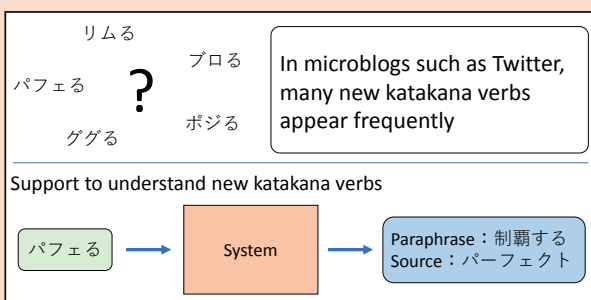 リムる
ブロる
パフェる
?
ググる
ポジる
In microblogs such as Twitter,
many new katakana verbs
appear frequently
Support to understand new katakana verbs
パフェる
System
Paraphrase：制覇する
Source：パーフェクト